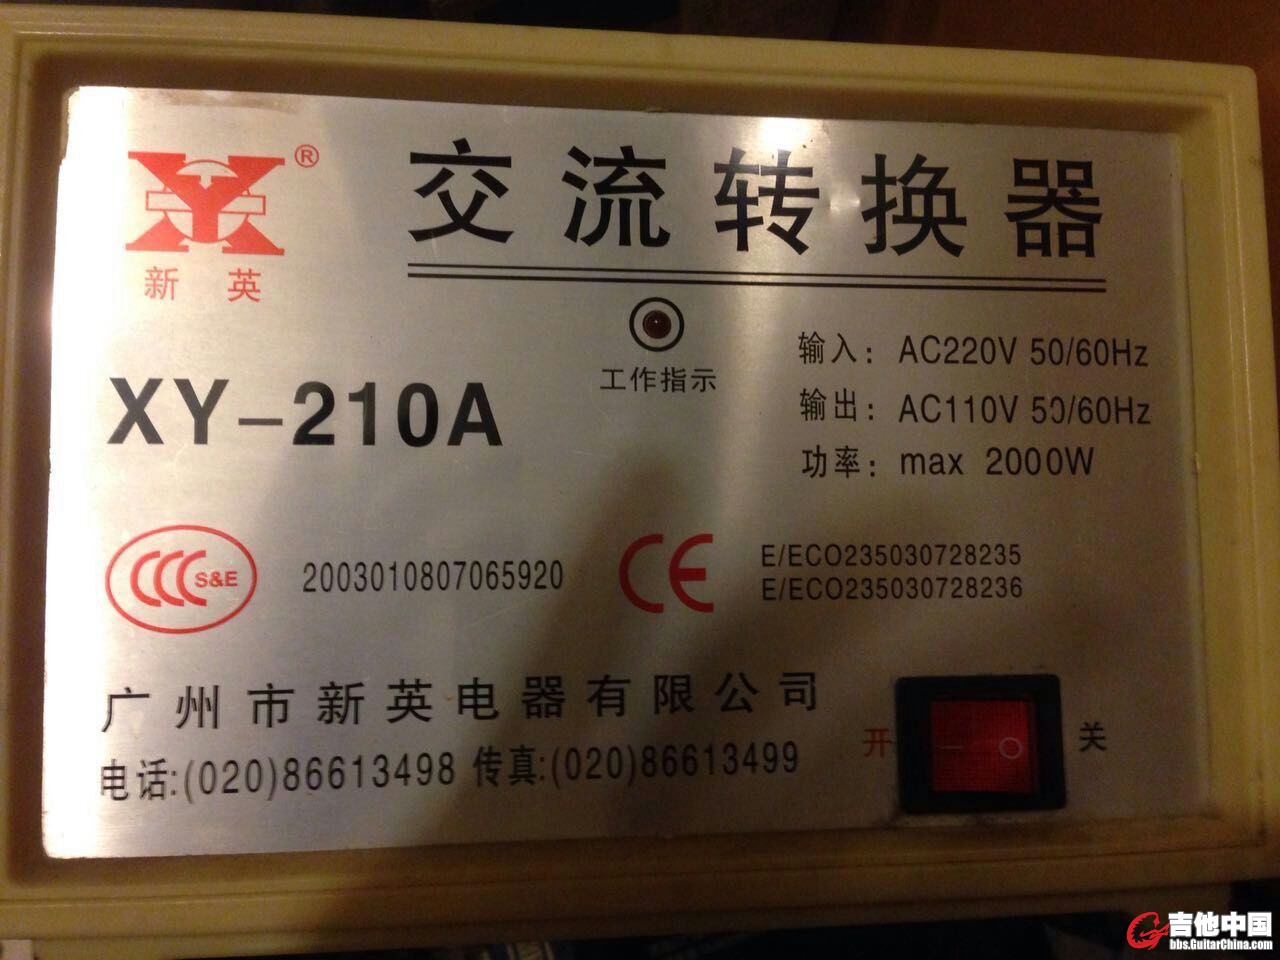 交流转换器
®
新英
工作指示
XY-210A
输入：AC220V 50/60Hz
输出：AC110V 50/60Hz
功率：max 2000W
CCC S&E
2003010807065920
CE
E/ECO235030728235
E/ECO235030728236
广州市新英电器有限公司
电话:(020)86613498 传真:(020)86613499
开 关
吉他中国
bbs.GuitarChina.com